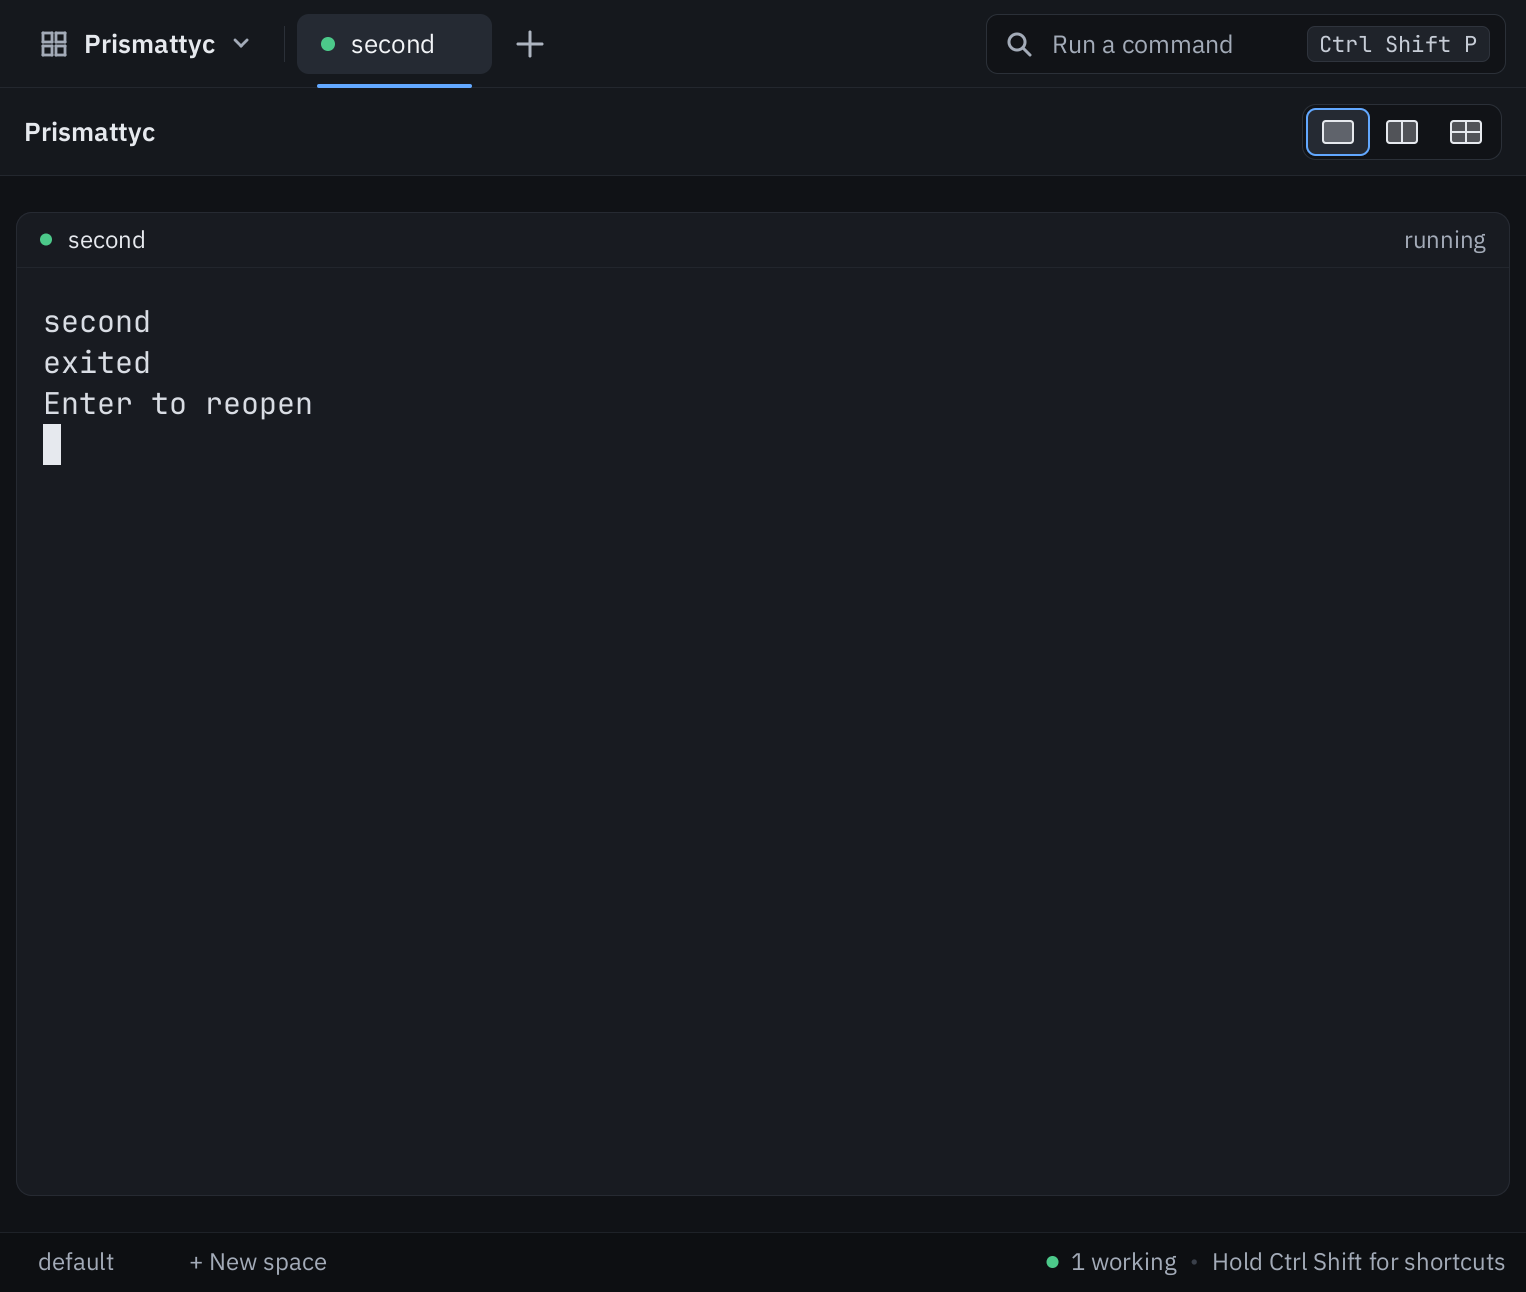 Prismattyc
second
Run a command
Ctrl Shift P
Prismattyc
second
running
second
exited
Enter to reopen
default
+ New space
1 working • Hold Ctrl Shift for shortcuts